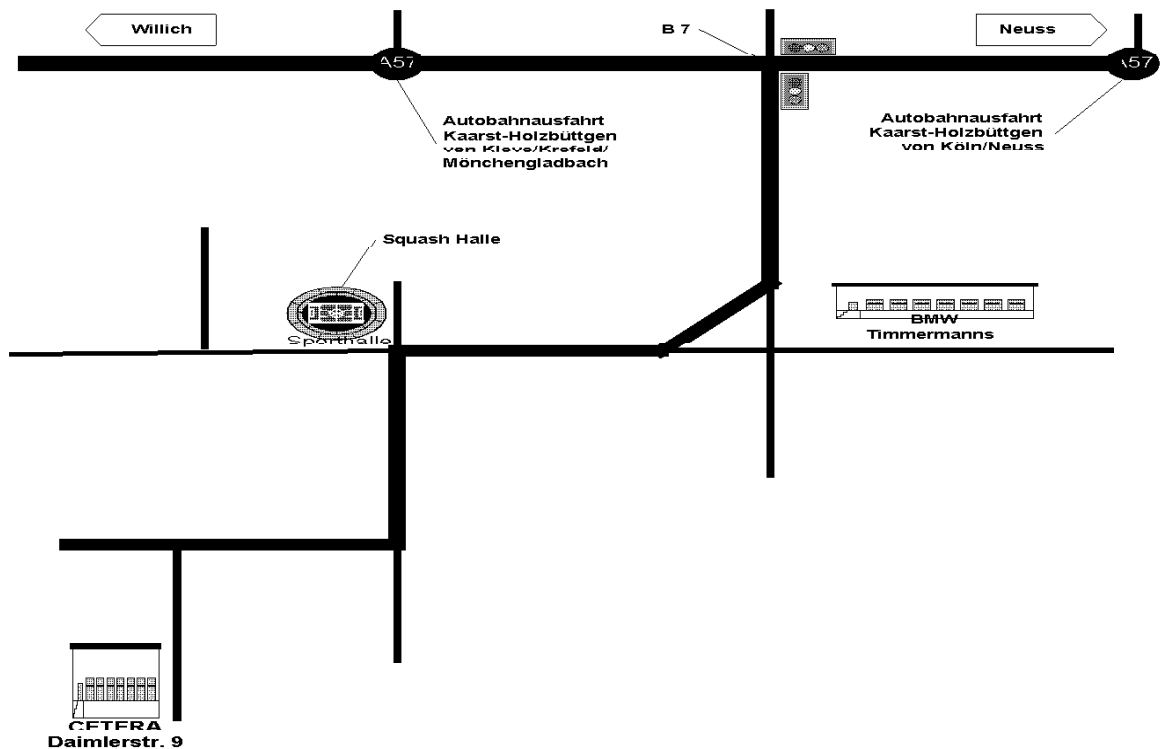 Willich
B 7
Neuss
A57
A57
Autobahnausfahrt
Kaarst-Holzbüttgen
von Kleve/Krefeld/
Mönchengladbach
Autobahnausfahrt
Kaarst-Holzbüttgen
von Köln/Neuss
Squash Halle
Sporthalle
BMW
Timmermanns
CETERA
Daimlerstr. 9